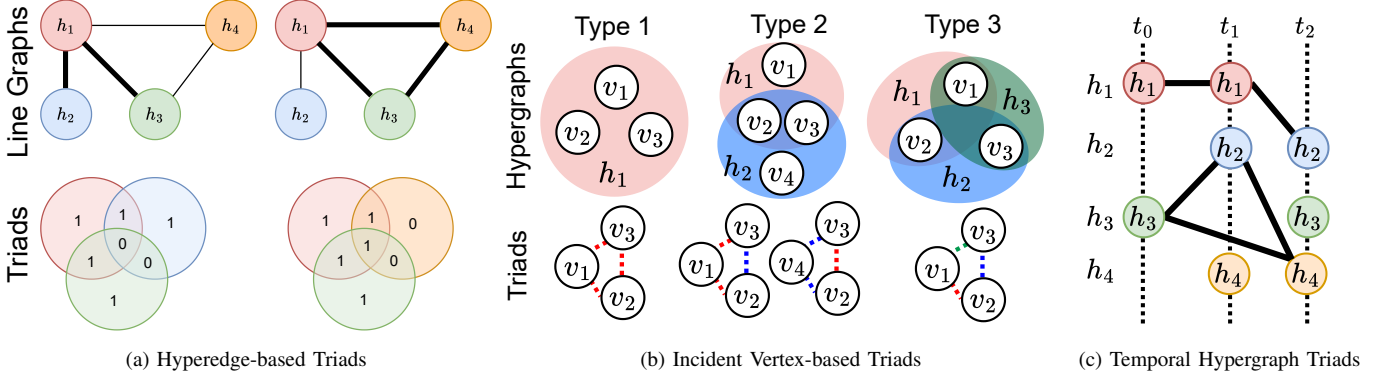 Line Graphs
h1 h4
h2 h3
h1 h4
h2 h3
Triads
1 1 1
0
1 0
1
1 1 0
1
1 0
1
(a) Hyperedge-based Triads
Hypergraphs
Type 1 Type 2 Type 3
v1
v2 v3
h1
v1
h1
v2 v3
h2
v4
v1
h1 h3
v2 v3
h2
Triads
v3
v1
v2
v3
v1
v2
v3
v4
v2
v3
v1
v2
(b) Incident Vertex-based Triads
t0 t1 t2
h1 h1 h1
h2 h2 h2
h3 h3 h3
h4 h4 h4
(c) Temporal Hypergraph Triads